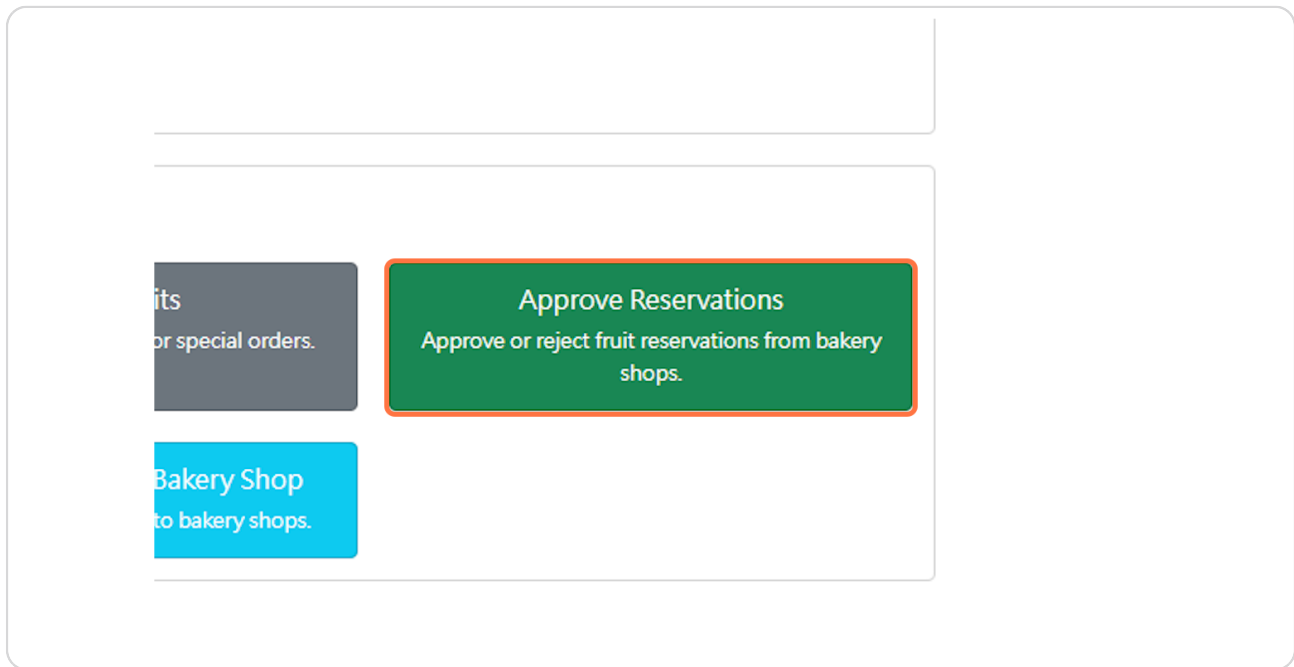 its
or special orders.
Approve Reservations
Approve or reject fruit reservations from bakery
shops.
Bakery Shop
to bakery shops.